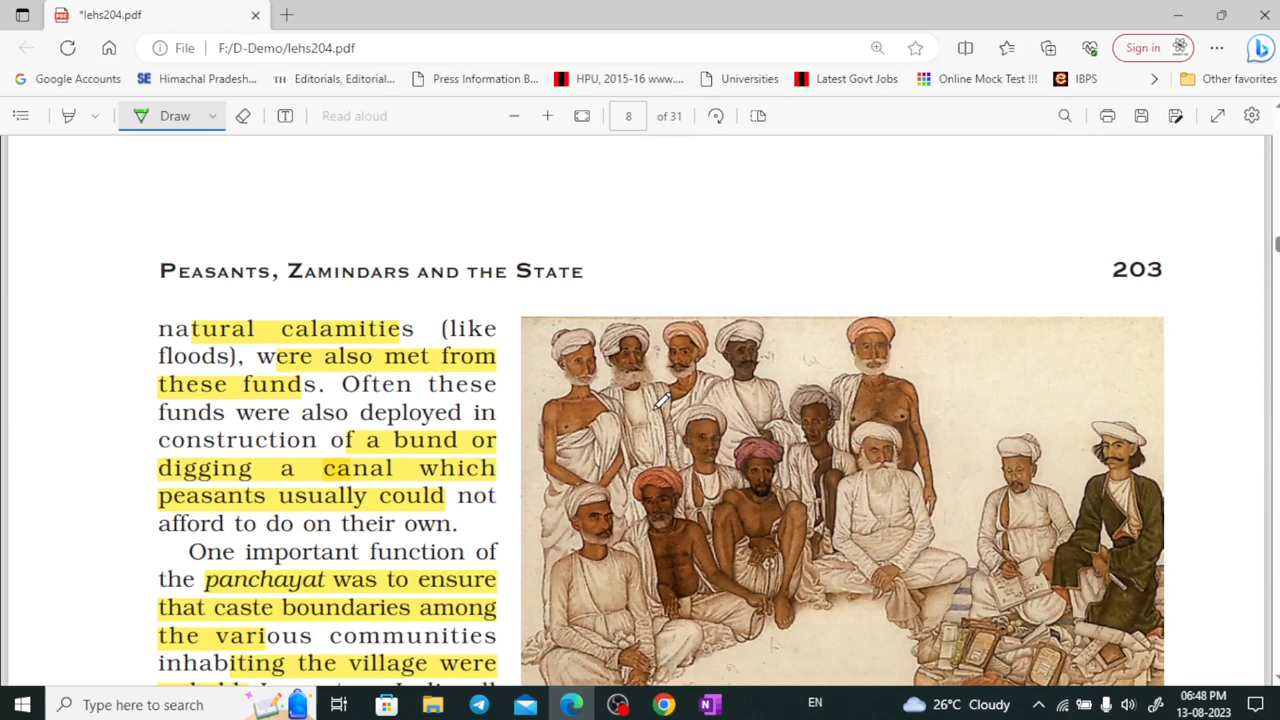 *lehs204.pdf
File F:/D-Demo/lehs204.pdf Sign in
Google Accounts SE Himachal Pradesh... TH Editorials, Editorial... Press Information B... HPU, 2015-16 www.... Universities Latest Govt Jobs Online Mock Test !!! IBPS Other favorites
Draw Read aloud 8 of 31
PEASANTS, ZAMINDARS AND THE STATE 203
natural calamities (like
floods), were also met from
these funds. Often these
funds were also deployed in
construction of a bund or
digging a canal which
peasants usually could not
afford to do on their own.
One important function of
the panchayat was to ensure
that caste boundaries among
the various communities
inhabiting the village were
Type here to search EN 26°C Cloudy 06:48 PM
13-08-2023